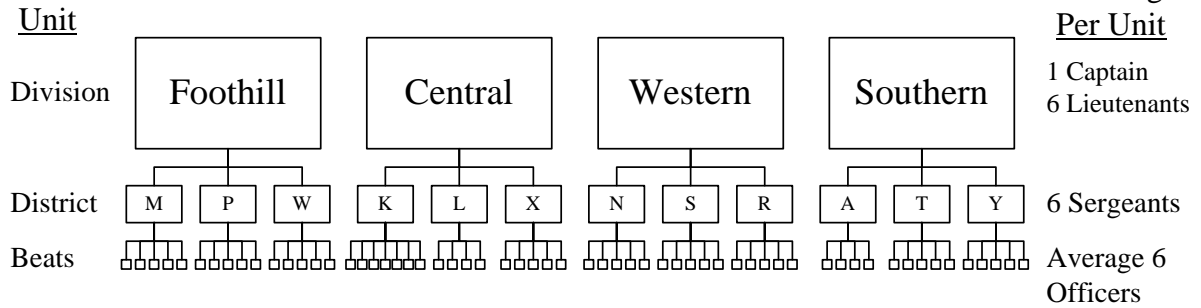 Unit
Per Unit
Division
Foothill
Central
Western
Southern
1 Captain
6 Lieutenants
District
M P W K L X N S R A T Y
6 Sergeants
Beats
Average 6
Officers